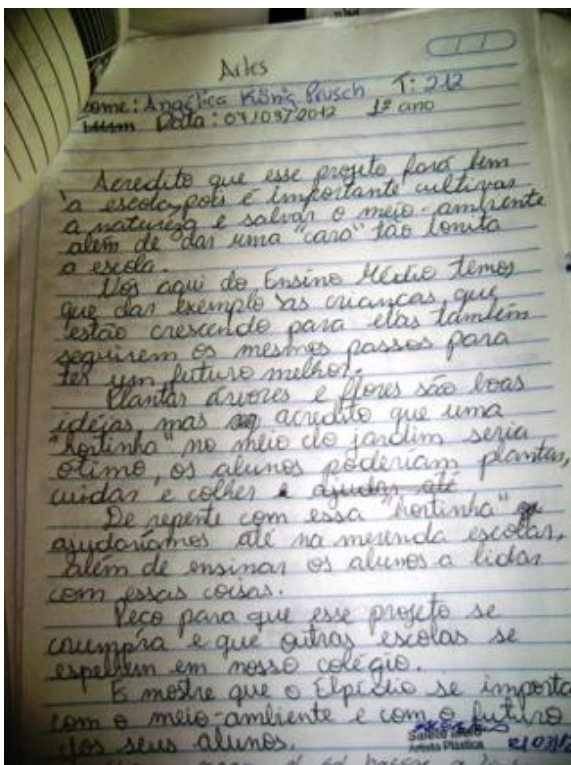 Artes
Nome: Angélica König Prusch T: 212
Data: 07/03/2012 1º ano
Acredito que esse projeto fará bem
a escola, pois é importante cultivar
a natureza e salvar o meio-ambiente
além de dar uma "cara" tão bonita
a escola.
Nós aqui do Ensino Médio temos
que dar exemplo às crianças que
estão crescendo para elas também
seguirem os mesmos passos para
ter um futuro melhor.
Plantas árvores e flores são boas
idéias, mas acredito que uma
"hortinha" no meio do jardim seria
ótimo, os alunos poderiam plantar,
cuidar e colher ajudar até
De repente com essa "hortinha"
ajudaríamos até na merenda escolar,
além de ensinar os alunos a lidar
com essas coisas.
Peço para que esse projeto se
cumpra e que outras escolas se
espelhem em nosso colégio.
E mostre que o Elpídio se importa
com o meio-ambiente e com o futuro
dos seus alunos.
Artista Plástica